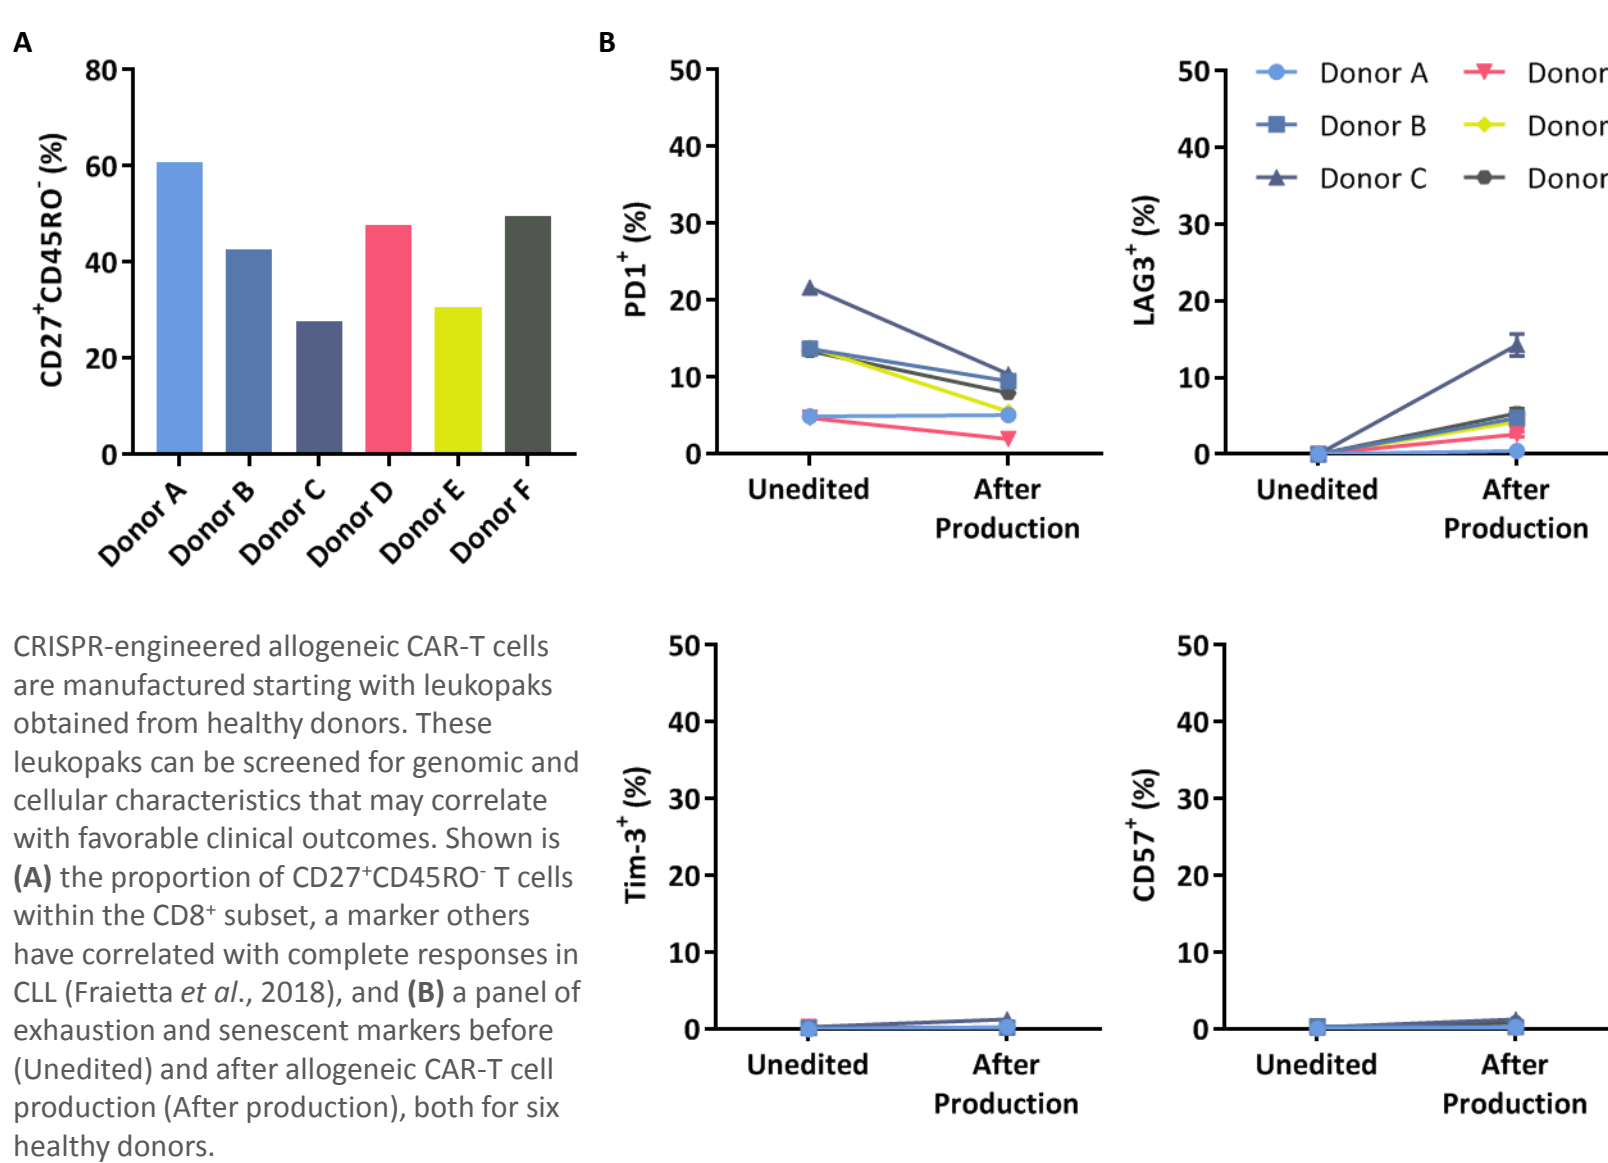 A
80
60
40
20
0
CD27⁺CD45RO⁻ (%)
Donor A
Donor B
Donor C
Donor D
Donor E
Donor F
B
50
40
30
20
10
0
PD1⁺ (%)
Unedited
After
Production
50
40
30
20
10
0
LAG3⁺ (%)
Donor A
Donor
Donor B
Donor
Donor C
Donor
Unedited
After
Production
CRISPR-engineered allogeneic CAR-T cells
are manufactured starting with leukopaks
obtained from healthy donors. These
leukopaks can be screened for genomic and
cellular characteristics that may correlate
with favorable clinical outcomes. Shown is
(A) the proportion of CD27⁺CD45RO⁻ T cells
within the CD8⁺ subset, a marker others
have correlated with complete responses in
CLL (Fraietta et al., 2018), and (B) a panel of
exhaustion and senescent markers before
(Unedited) and after allogeneic CAR-T cell
production (After production), both for six
healthy donors.
50
40
30
20
10
0
Tim-3⁺ (%)
Unedited
After
Production
50
40
30
20
10
0
CD57⁺ (%)
Unedited
After
Production